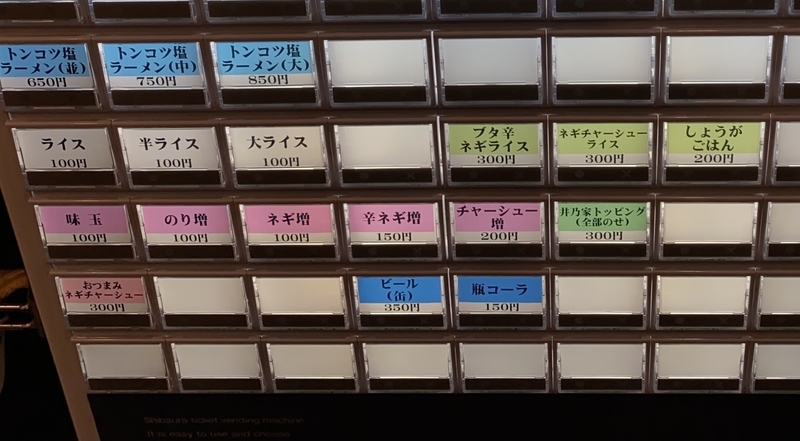 トンコツ塩
ラーメン(並)
650円
トンコツ塩
ラーメン(中)
750円
トンコツ塩
ラーメン(大)
850円
ライス
100円
半ライス
100円
大ライス
100円
ブタ辛
ネギライス
300円
ネギチャーシュー
ライス
300円
しょうが
ごはん
200円
味玉
100円
のり増
100円
ネギ増
100円
辛ネギ増
150円
チャーシュー
増
200円
井乃家トッピング
(全部のせ)
300円
おつまみ
ネギチャーシュー
300円
ビール
(缶)
350円
瓶コーラ
150円
ticket vending machine
It is easy to use and choose